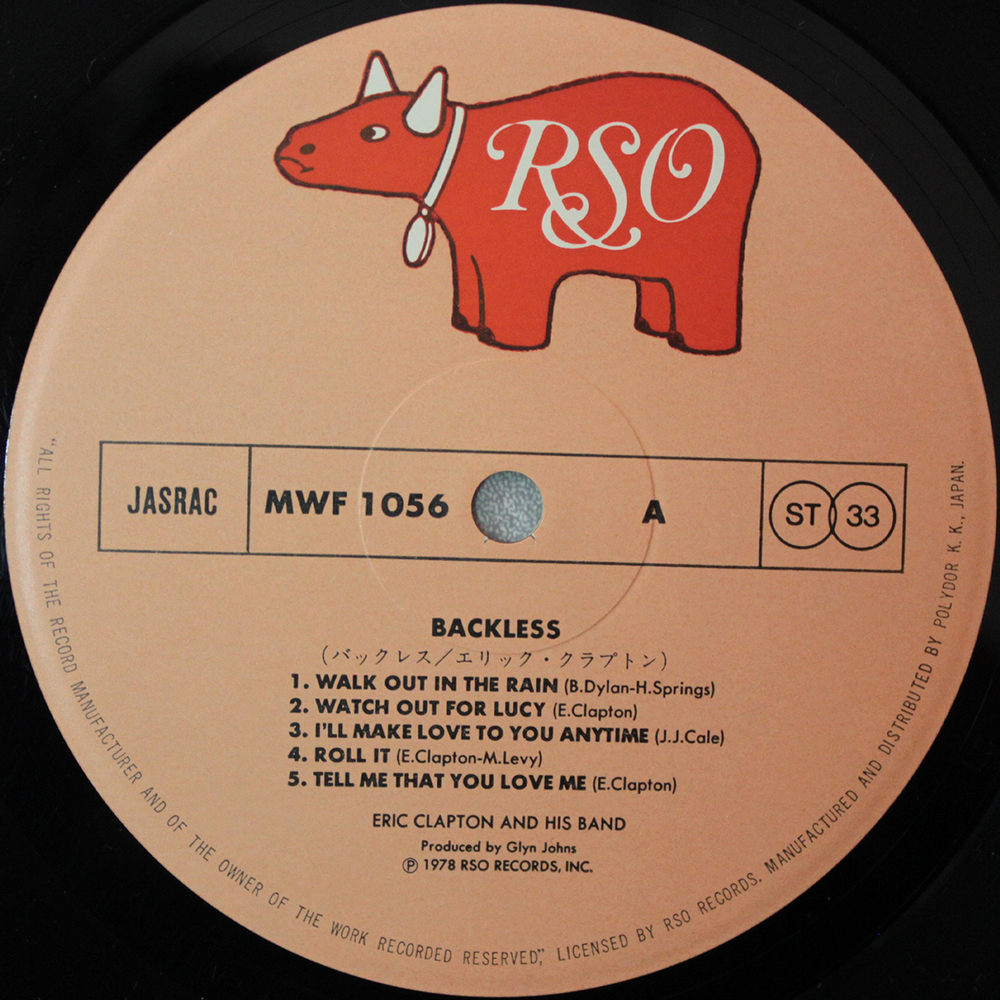 RSO
JASRAC
MWF 1056
A
ST 33
BACKLESS
(バックレス/エリック・クラプトン)
1. WALK OUT IN THE RAIN (B.Dylan-H.Springs)
2. WATCH OUT FOR LUCY (E.Clapton)
3. I'LL MAKE LOVE TO YOU ANYTIME (J.J.Cale)
4. ROLL IT (E.Clapton-M.Levy)
5. TELL ME THAT YOU LOVE ME (E.Clapton)
ERIC CLAPTON AND HIS BAND
Produced by Glyn Johns
℗ 1978 RSO RECORDS, INC.
"ALL RIGHTS OF THE RECORD MANUFACTURER AND OF THE OWNER OF THE WORK RECORDED RESERVED", LICENSED BY RSO RECORDS. MANUFACTURED AND DISTRIBUTED BY POLYDOR K. K., JAPAN.